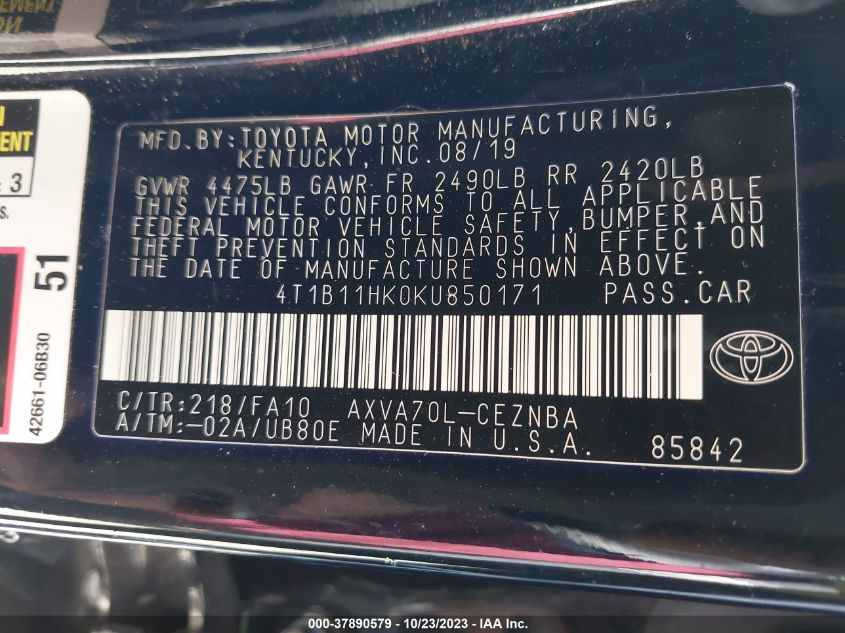 MFD. BY: TOYOTA MOTOR MANUFACTURING,
KENTUCKY, INC. 08/19
GVWR 4475LB GAWR FR 2490LB RR 2420LB
THIS VEHICLE CONFORMS TO ALL APPLICABLE
FEDERAL MOTOR VEHICLE SAFETY, BUMPER, AND
THEFT PREVENTION STANDARDS IN EFFECT ON
THE DATE OF MANUFACTURE SHOWN ABOVE.
4T1B11HK0KU850171 PASS.CAR
C/TR:218/FA10 AXVA70L-CEZNBA
A/TM:-02A/UB80E MADE IN U.S.A.
85842
3
51
42661-06B30
000-37890579 - 10/23/2023 - IAA Inc.